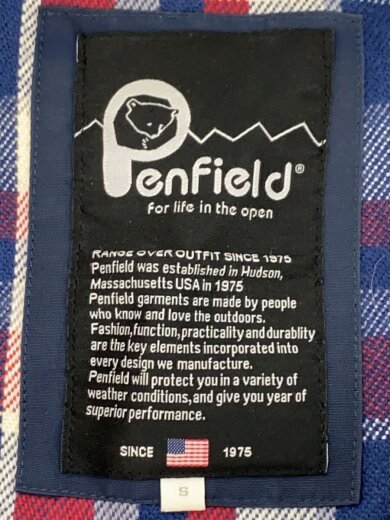 Penfield®
For life in the open
RANGE OVER OUTFIT SINCE 1975
Penfield was established in Hudson,
Massachusetts USA in 1975
Penfield garments are made by people
who know and love the outdoors.
Fashion,function,practicality and durablity
are the key elements incorporated into
every design we manufacture.
Penfield will protect you in a variety of
weather conditions,and give you year of
superior performance.
SINCE 1975
S